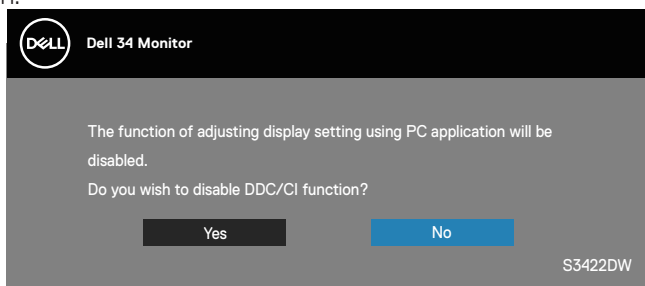 DELL
Dell 34 Monitor
The function of adjusting display setting using PC application will be
disabled.
Do you wish to disable DDC/CI function?
Yes
No
S3422DW